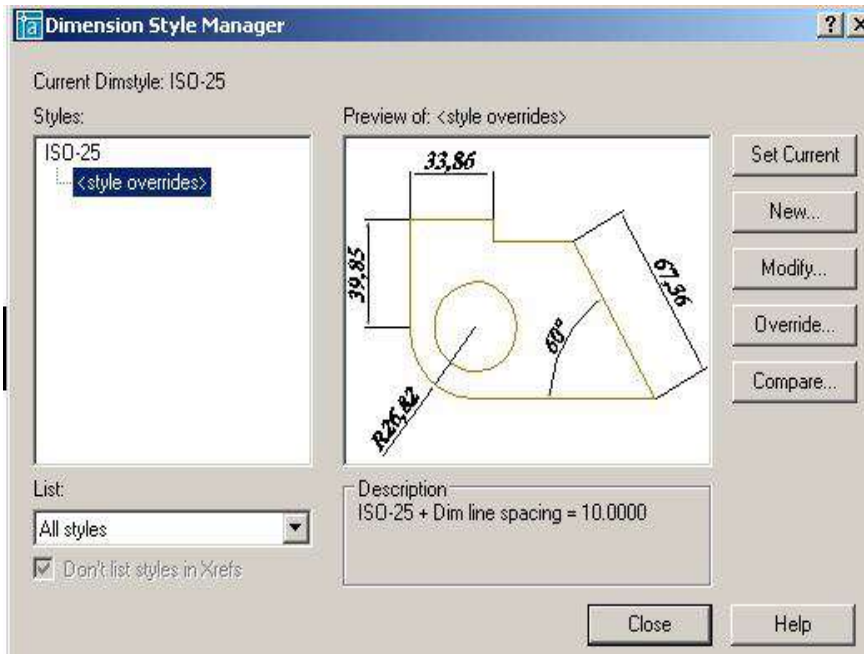 Dimension Style Manager
Current Dimstyle: ISO-25
Styles:
ISO-25
<style overrides>
Preview of: <style overrides>
33,86
39,85
67,36
60°
R26,82
Set Current
New...
Modify...
Override...
Compare...
List:
All styles
Don't list styles in Xrefs
Description
ISO-25 + Dim line spacing = 10.0000
Close
Help